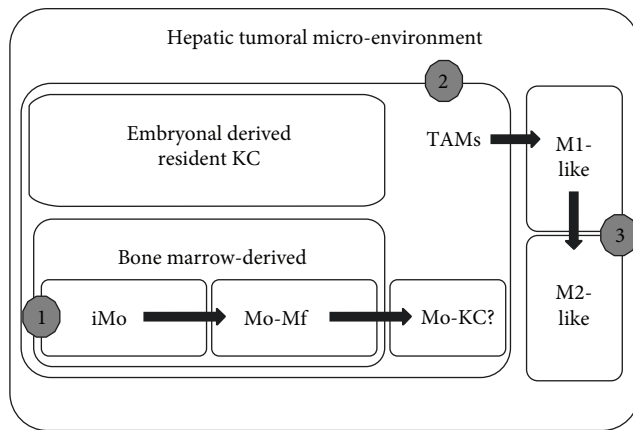 Hepatic tumoral micro-environment
2
Embryonal derived
resident KC
TAMs
M1-
like
3
Bone marrow-derived
1
iMo
Mo-Mf
Mo-KC?
M2-
like